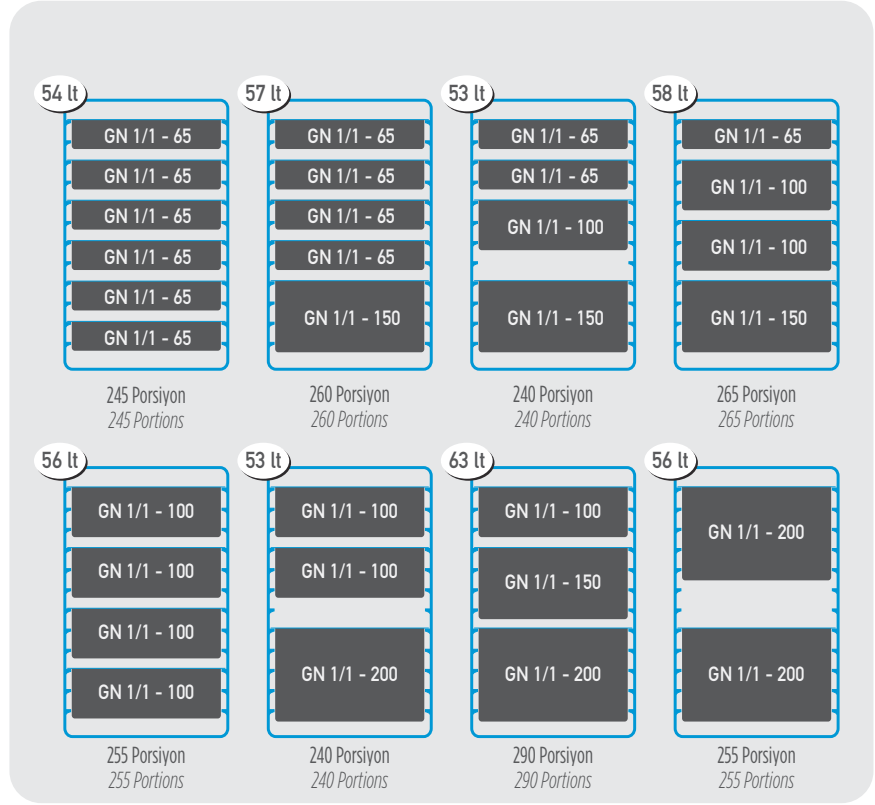 54 lt
GN 1/1 - 65
GN 1/1 - 65
GN 1/1 - 65
GN 1/1 - 65
GN 1/1 - 65
GN 1/1 - 65
245 Porsiyon
245 Portions
57 lt
GN 1/1 - 65
GN 1/1 - 65
GN 1/1 - 65
GN 1/1 - 65
GN 1/1 - 150
260 Porsiyon
260 Portions
53 lt
GN 1/1 - 65
GN 1/1 - 65
GN 1/1 - 100
GN 1/1 - 150
240 Porsiyon
240 Portions
58 lt
GN 1/1 - 65
GN 1/1 - 100
GN 1/1 - 100
GN 1/1 - 150
265 Porsiyon
265 Portions
56 lt
GN 1/1 - 100
GN 1/1 - 100
GN 1/1 - 100
GN 1/1 - 100
255 Porsiyon
255 Portions
53 lt
GN 1/1 - 100
GN 1/1 - 100
GN 1/1 - 200
240 Porsiyon
240 Portions
63 lt
GN 1/1 - 100
GN 1/1 - 150
GN 1/1 - 200
290 Porsiyon
290 Portions
56 lt
GN 1/1 - 200
GN 1/1 - 200
255 Porsiyon
255 Portions